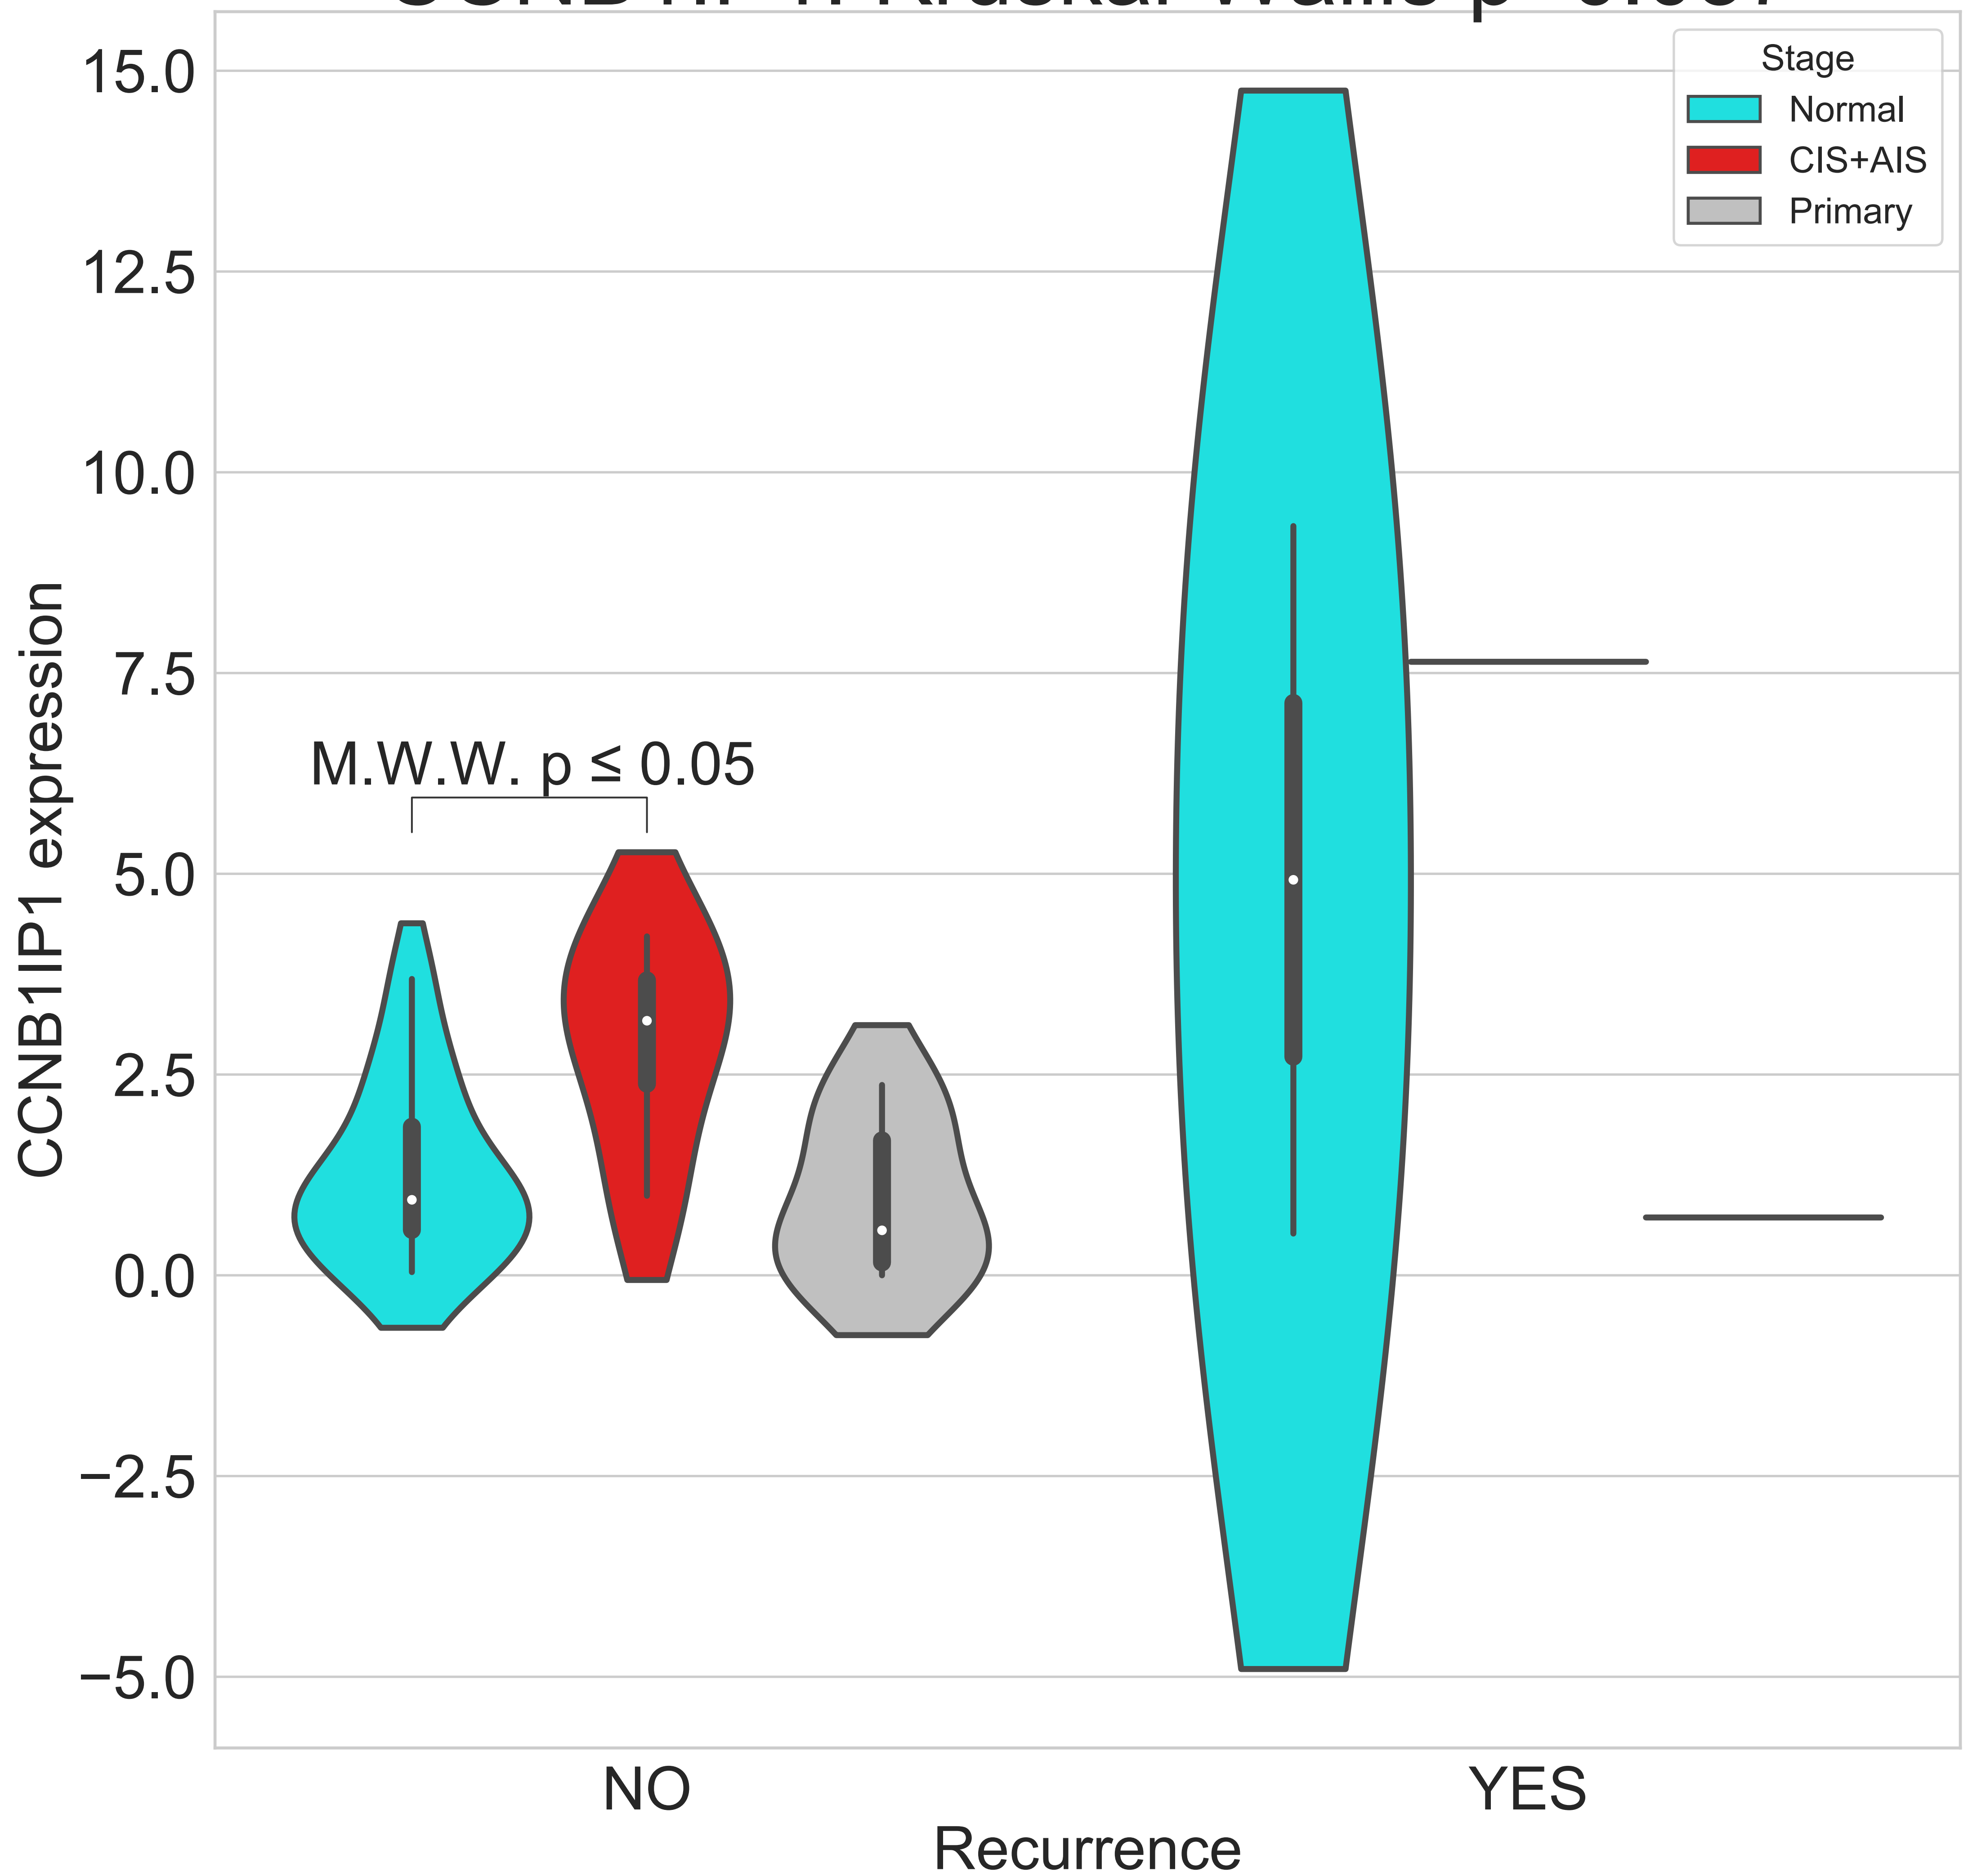 Stage
Normal
CIS+AIS
Primary
15.0
12.5
10.0
7.5
5.0
2.5
0.0
−2.5
−5.0
CCNB1IP1 expression
M.W.W. p ≤ 0.05
NO
YES
Recurrence